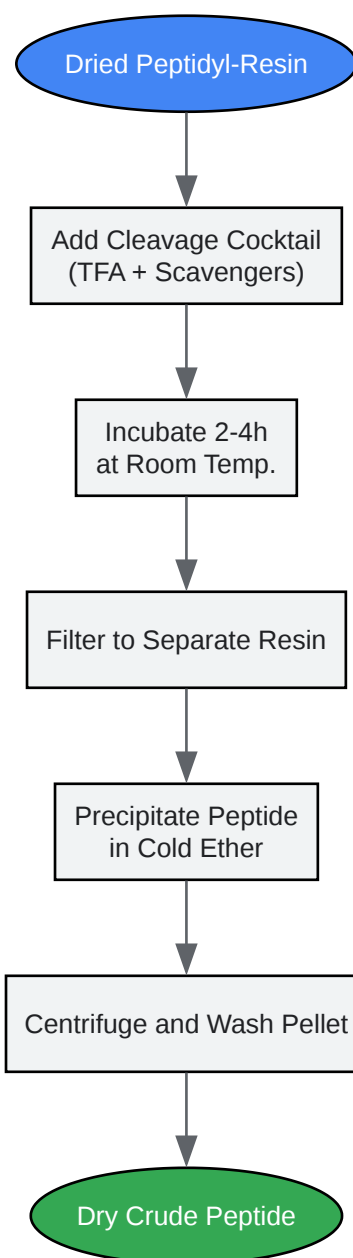 Dried Peptidyl-Resin
Add Cleavage Cocktail
(TFA + Scavengers)
Incubate 2-4h
at Room Temp.
Filter to Separate Resin
Precipitate Peptide
in Cold Ether
Centrifuge and Wash Pellet
Dry Crude Peptide